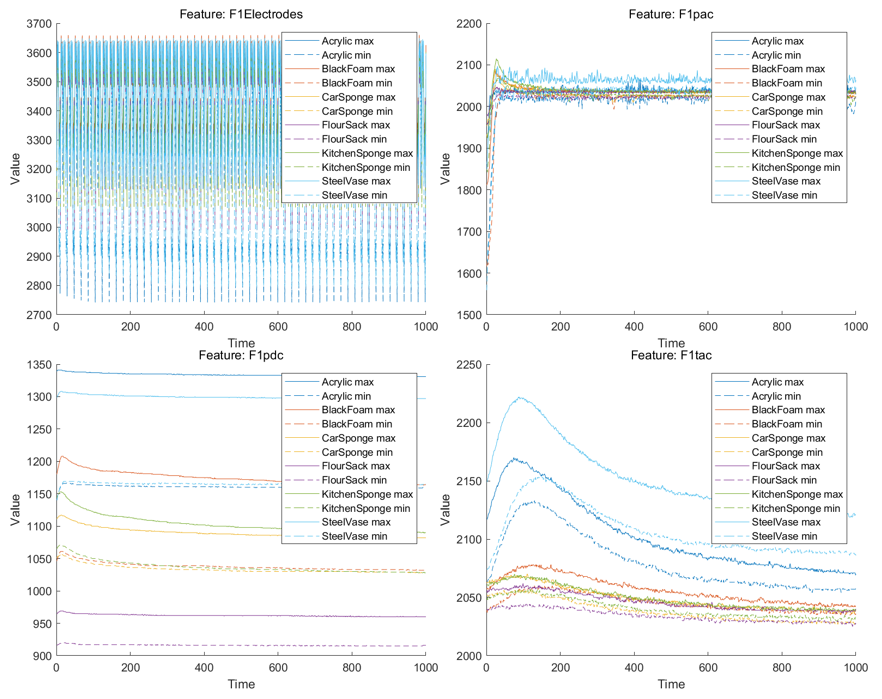 Feature: F1Electrodes
3700
3600
3500
3400
3300
3200
3100
3000
2900
2800
2700
Value
0
200
400
600
800
1000
Time
Acrylic max
Acrylic min
BlackFoam max
BlackFoam min
CarSponge max
CarSponge min
FlourSack max
FlourSack min
KitchenSponge max
KitchenSponge min
SteelVase max
SteelVase min
Feature: F1pac
2200
2100
2000
1900
1800
1700
1600
1500
Value
0
200
400
600
800
1000
Time
Acrylic max
Acrylic min
BlackFoam max
BlackFoam min
CarSponge max
CarSponge min
FlourSack max
FlourSack min
KitchenSponge max
KitchenSponge min
SteelVase max
SteelVase min
Feature: F1pdc
1350
1300
1250
1200
1150
1100
1050
1000
950
900
Value
0
200
400
600
800
1000
Time
Acrylic max
Acrylic min
BlackFoam max
BlackFoam min
CarSponge max
CarSponge min
FlourSack max
FlourSack min
KitchenSponge max
KitchenSponge min
SteelVase max
SteelVase min
Feature: F1tac
2250
2200
2150
2100
2050
2000
Value
0
200
400
600
800
1000
Time
Acrylic max
Acrylic min
BlackFoam max
BlackFoam min
CarSponge max
CarSponge min
FlourSack max
FlourSack min
KitchenSponge max
KitchenSponge min
SteelVase max
SteelVase min